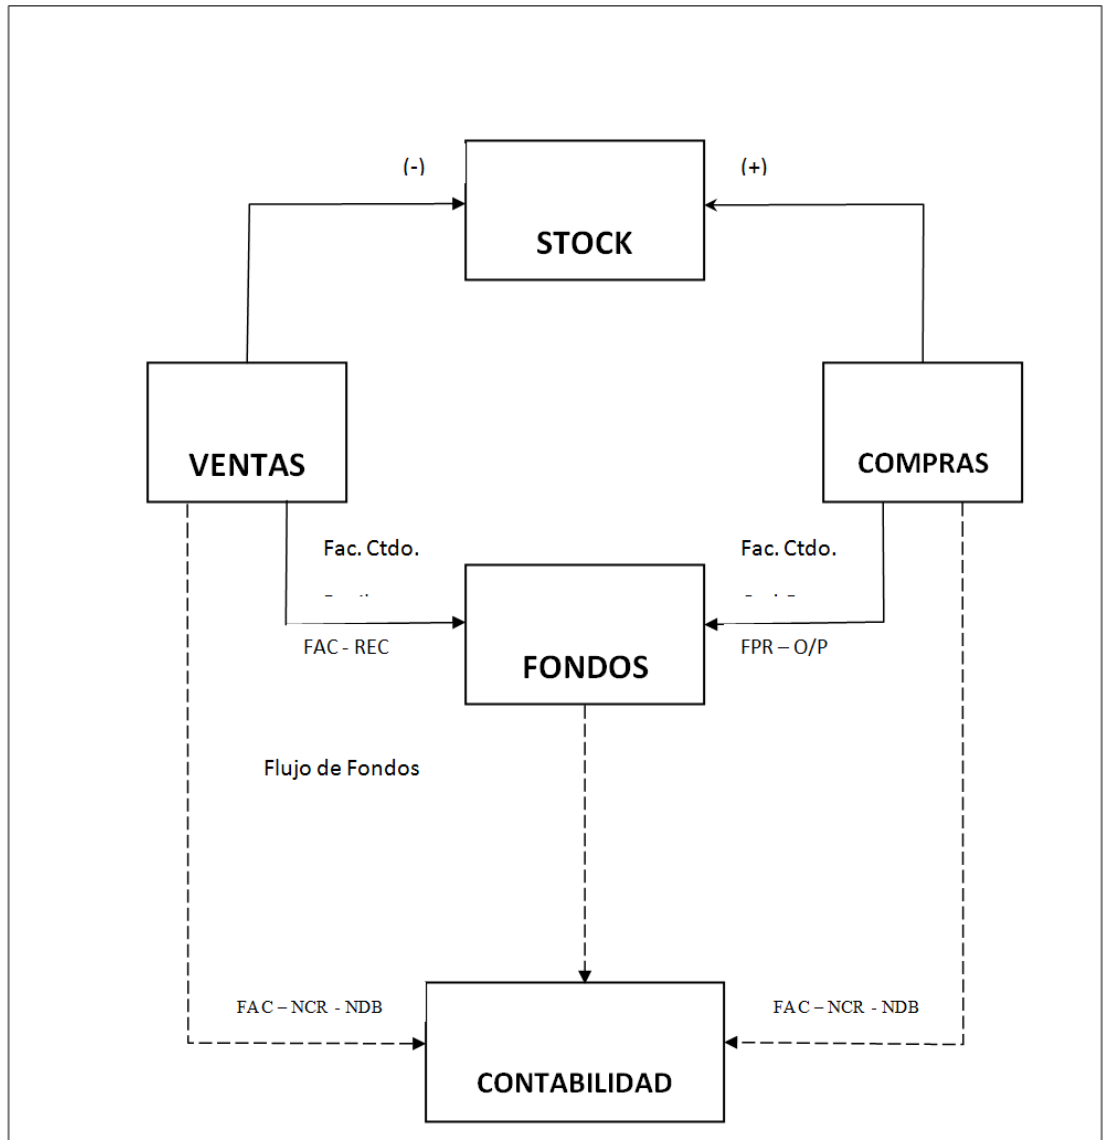 (-)
(+)
STOCK
VENTAS
COMPRAS
Fac. Ctdo.
Fac. Ctdo.
FAC - REC
FPR – O/P
FONDOS
Flujo de Fondos
FAC – NCR - NDB
FAC – NCR - NDB
CONTABILIDAD